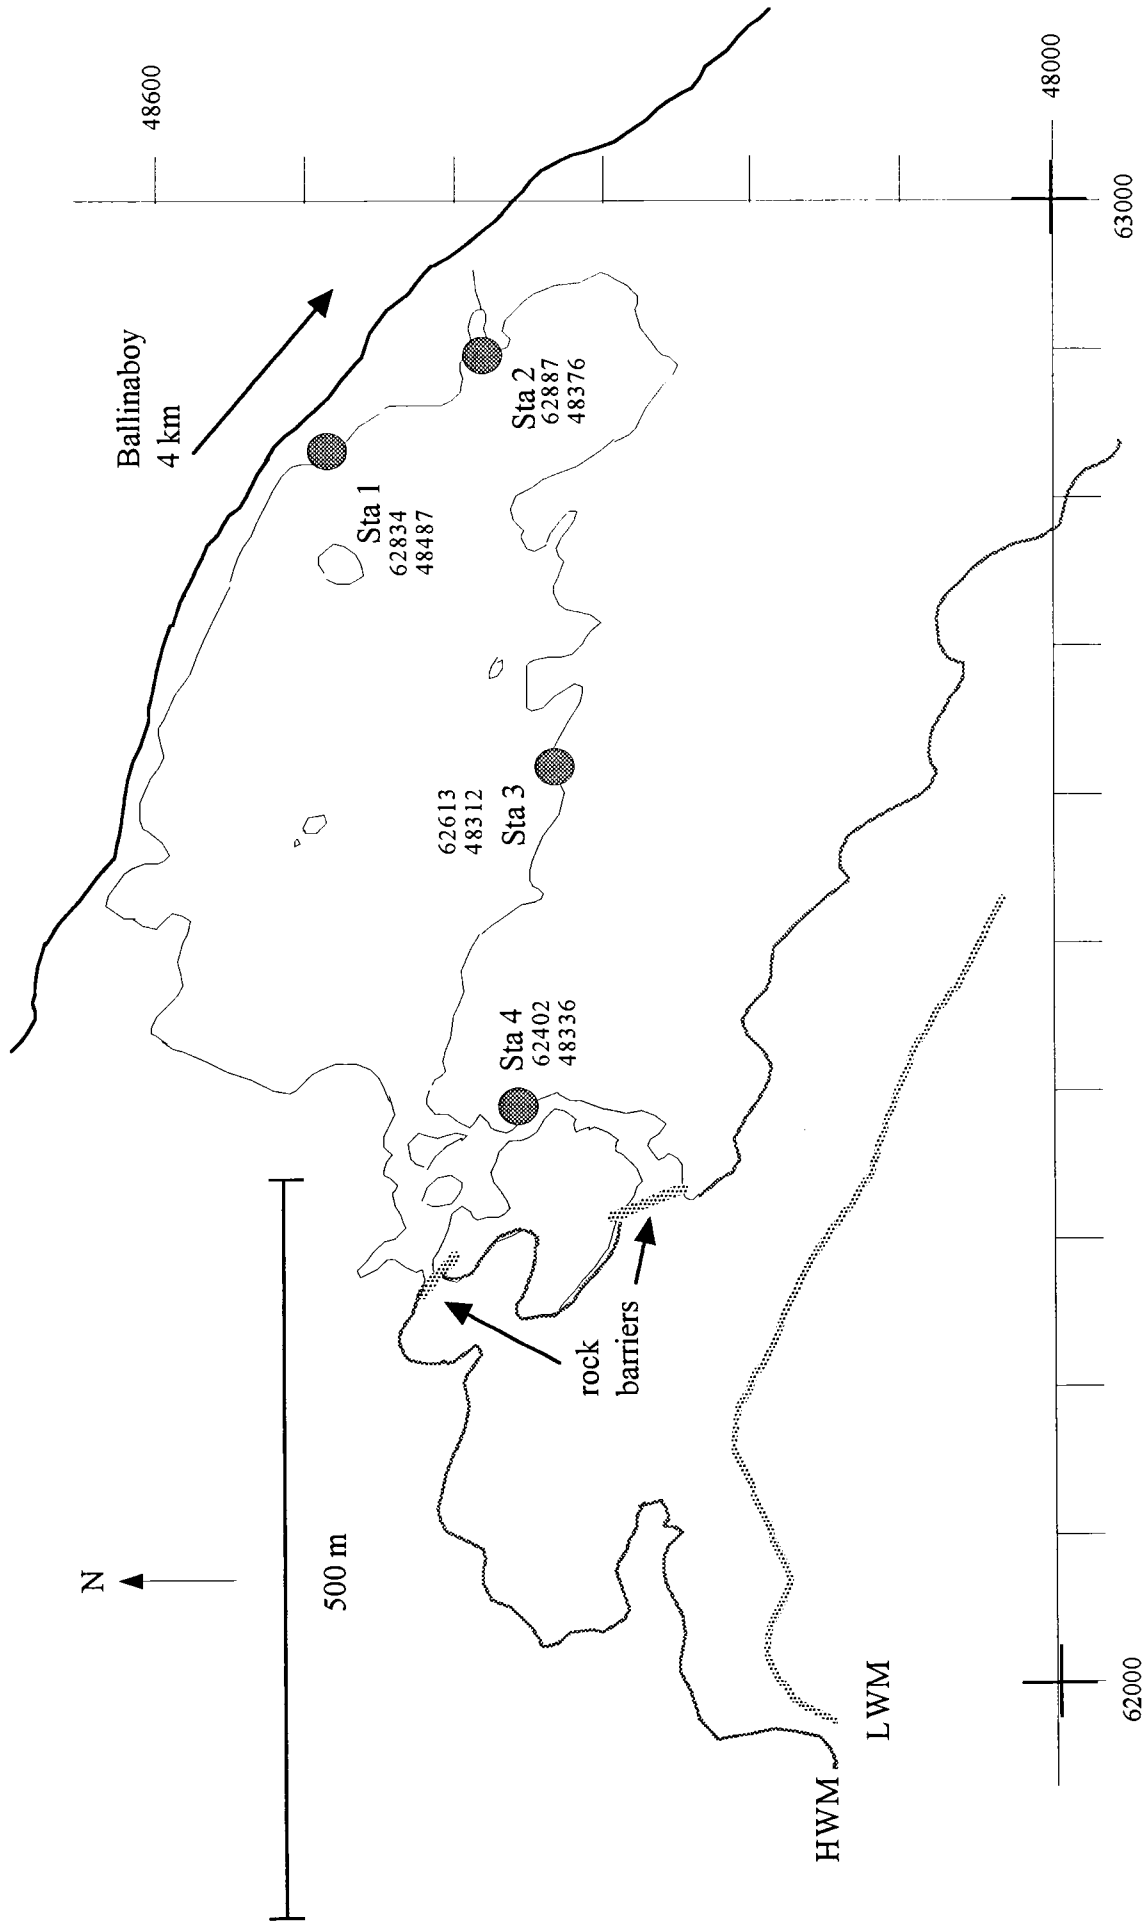 48600
Ballinaboy
4 km
Sta 1
62834
48487
Sta 2
62887
48376
62613
48312
Sta 3
Sta 4
62402
48336
rock
barriers
N
500 m
HWM
LWM
62000
63000
48000